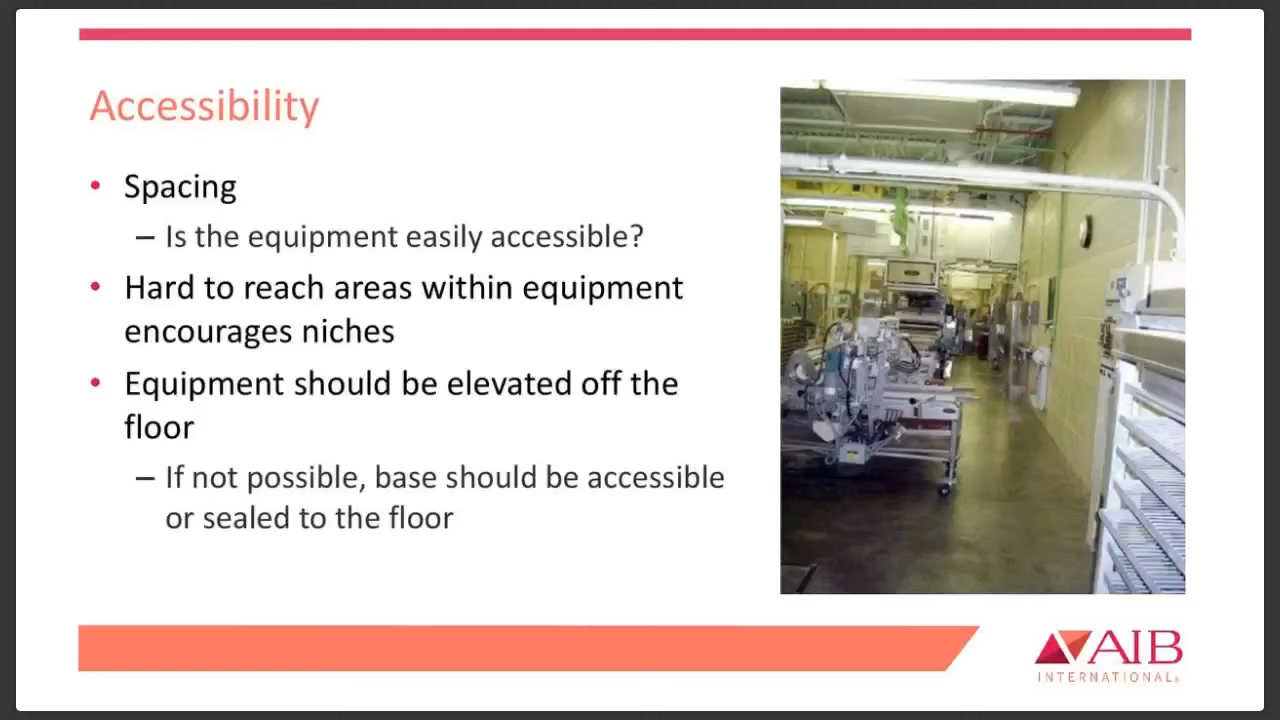 Accessibility
• Spacing
– Is the equipment easily accessible?
• Hard to reach areas within equipment
encourages niches
• Equipment should be elevated off the
floor
– If not possible, base should be accessible
or sealed to the floor
AIB
INTERNATIONAL